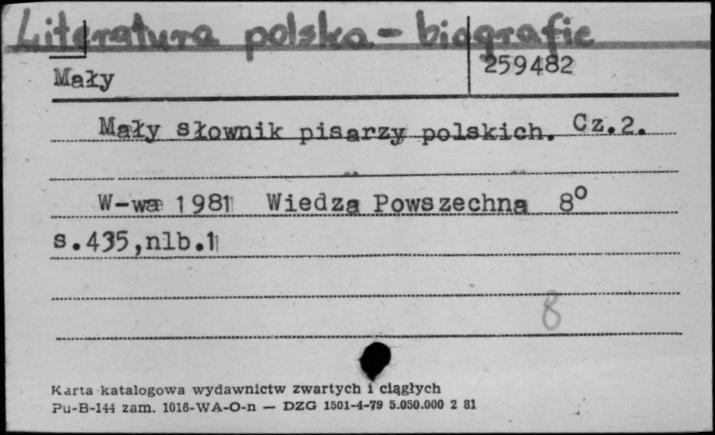 Literatura polska - biografie
259482
Mały
Mały słownik pisarzy polskich. Cz.2.
W-wa 1981 Wiedza Powszechna 8°
s.435,nlb.1
8
Karta katalogowa wydawnictw zwartych i ciągłych
Pu-B-144 zam. 1016-WA-O-n — DZG 1501-4-79 5.050.000 2 81